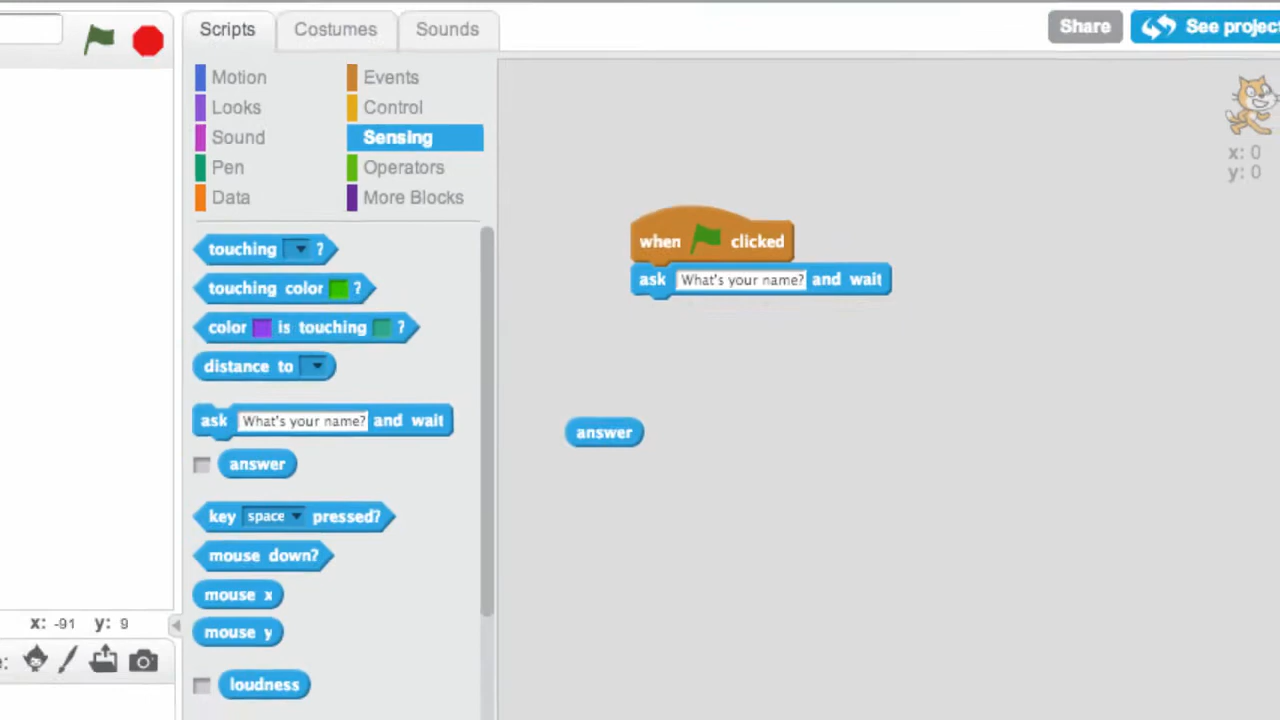 Scripts Costumes Sounds
Share See project
Motion Events
Looks Control
Sound Sensing
Pen Operators
Data More Blocks
touching ?
touching color ?
color is touching ?
distance to
ask What's your name? and wait
answer
key space pressed?
mouse down?
mouse x
mouse y
loudness
when clicked
ask What's your name? and wait
answer
x: 0
y: 0
x: -91 y: 9